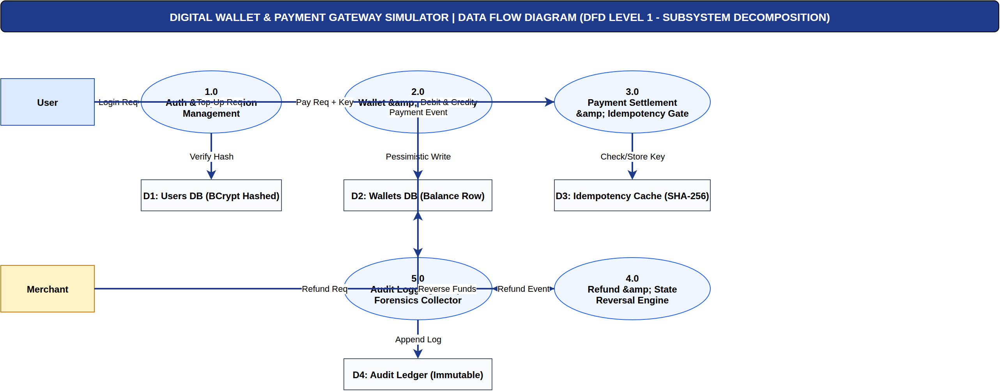 DIGITAL WALLET & PAYMENT GATEWAY SIMULATOR | DATA FLOW DIAGRAM (DFD LEVEL 1 - SUBSYSTEM DECOMPOSITION)
User
Login Req
1.0
Auth &
Top-Up Req
Management
Pay Req + Key
2.0
Wallet &amp;
Debit & Credit
Payment Event
3.0
Payment Settlement
&amp; Idempotency Gate
Verify Hash
Pessimistic Write
Check/Store Key
D1: Users DB (BCrypt Hashed)
D2: Wallets DB (Balance Row)
D3: Idempotency Cache (SHA-256)
Merchant
Refund Req
5.0
Audit
Reverse Funds
Forensics Collector
Refund Event
4.0
Refund &amp; State
Reversal Engine
Append Log
D4: Audit Ledger (Immutable)